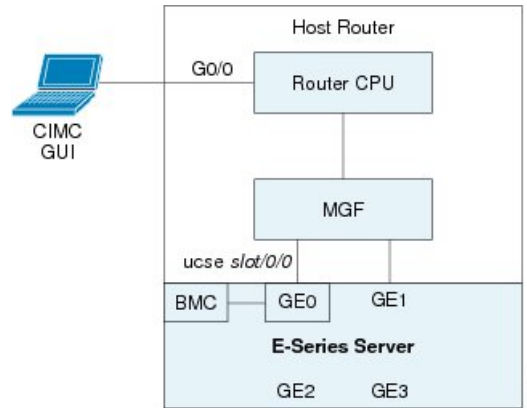 Host Router
G0/0
Router CPU
CIMC
GUI
MGF
ucse slot/0/0
BMC
GE0
GE1
E-Series Server
GE2
GE3